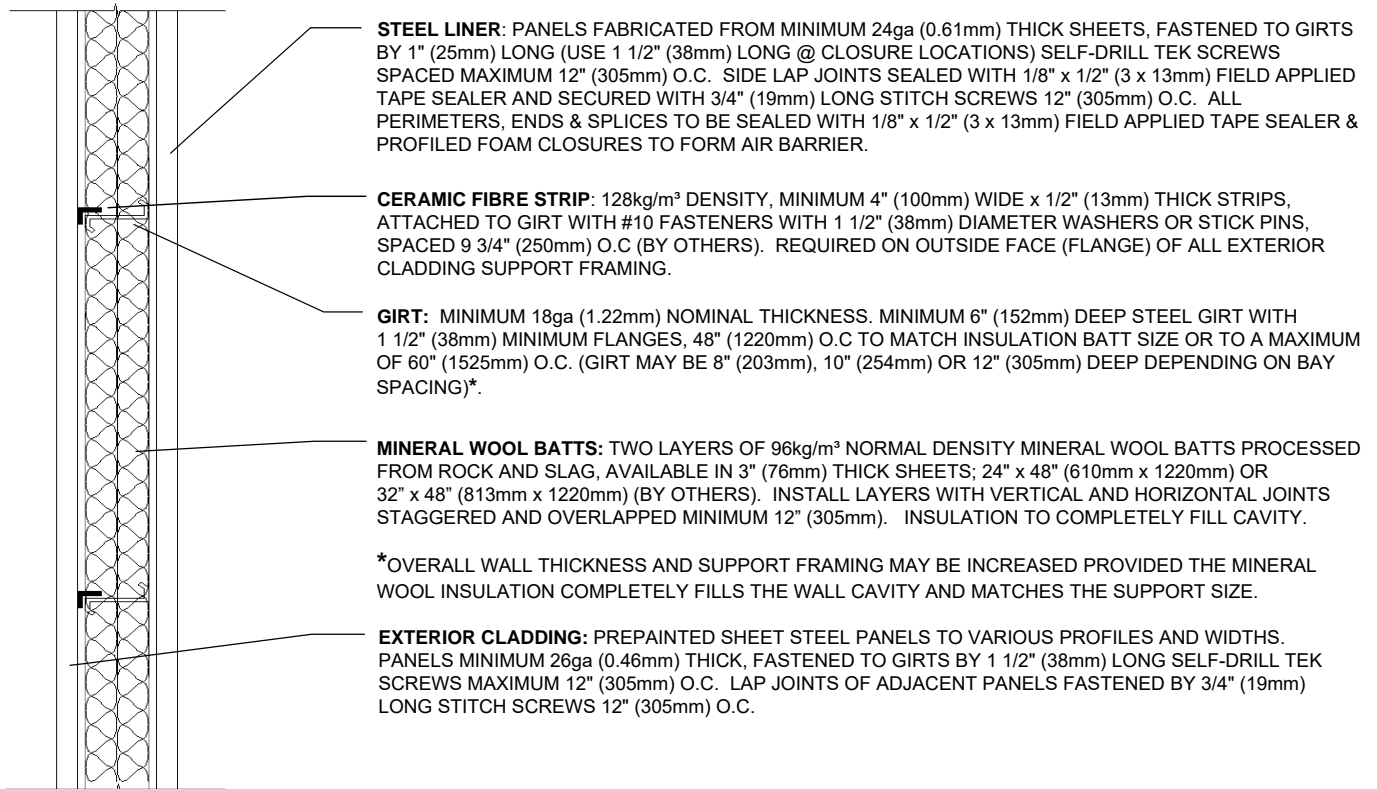 STEEL LINER: PANELS FABRICATED FROM MINIMUM 24ga (0.61mm) THICK SHEETS, FASTENED TO GIRTS
BY 1" (25mm) LONG (USE 1 1/2" (38mm) LONG @ CLOSURE LOCATIONS) SELF-DRILL TEK SCREWS
SPACED MAXIMUM 12" (305mm) O.C. SIDE LAP JOINTS SEALED WITH 1/8" x 1/2" (3 x 13mm) FIELD APPLIED
TAPE SEALER AND SECURED WITH 3/4" (19mm) LONG STITCH SCREWS 12" (305mm) O.C. ALL
PERIMETERS, ENDS & SPLICES TO BE SEALED WITH 1/8" x 1/2" (3 x 13mm) FIELD APPLIED TAPE SEALER &
PROFILED FOAM CLOSURES TO FORM AIR BARRIER.
CERAMIC FIBRE STRIP: 128kg/m³ DENSITY, MINIMUM 4" (100mm) WIDE x 1/2" (13mm) THICK STRIPS,
ATTACHED TO GIRT WITH #10 FASTENERS WITH 1 1/2" (38mm) DIAMETER WASHERS OR STICK PINS,
SPACED 9 3/4" (250mm) O.C (BY OTHERS). REQUIRED ON OUTSIDE FACE (FLANGE) OF ALL EXTERIOR
CLADDING SUPPORT FRAMING.
GIRT: MINIMUM 18ga (1.22mm) NOMINAL THICKNESS. MINIMUM 6" (152mm) DEEP STEEL GIRT WITH
1 1/2" (38mm) MINIMUM FLANGES, 48" (1220mm) O.C TO MATCH INSULATION BATT SIZE OR TO A MAXIMUM
OF 60" (1525mm) O.C. (GIRT MAY BE 8" (203mm), 10" (254mm) OR 12" (305mm) DEEP DEPENDING ON BAY
SPACING)*.
MINERAL WOOL BATTS: TWO LAYERS OF 96kg/m³ NORMAL DENSITY MINERAL WOOL BATTS PROCESSED
FROM ROCK AND SLAG, AVAILABLE IN 3" (76mm) THICK SHEETS; 24" x 48" (610mm x 1220mm) OR
32” x 48” (813mm x 1220mm) (BY OTHERS). INSTALL LAYERS WITH VERTICAL AND HORIZONTAL JOINTS
STAGGERED AND OVERLAPPED MINIMUM 12” (305mm). INSULATION TO COMPLETELY FILL CAVITY.
*OVERALL WALL THICKNESS AND SUPPORT FRAMING MAY BE INCREASED PROVIDED THE MINERAL
WOOL INSULATION COMPLETELY FILLS THE WALL CAVITY AND MATCHES THE SUPPORT SIZE.
EXTERIOR CLADDING: PREPAINTED SHEET STEEL PANELS TO VARIOUS PROFILES AND WIDTHS.
PANELS MINIMUM 26ga (0.46mm) THICK, FASTENED TO GIRTS BY 1 1/2" (38mm) LONG SELF-DRILL TEK
SCREWS MAXIMUM 12" (305mm) O.C. LAP JOINTS OF ADJACENT PANELS FASTENED BY 3/4" (19mm)
LONG STITCH SCREWS 12" (305mm) O.C.